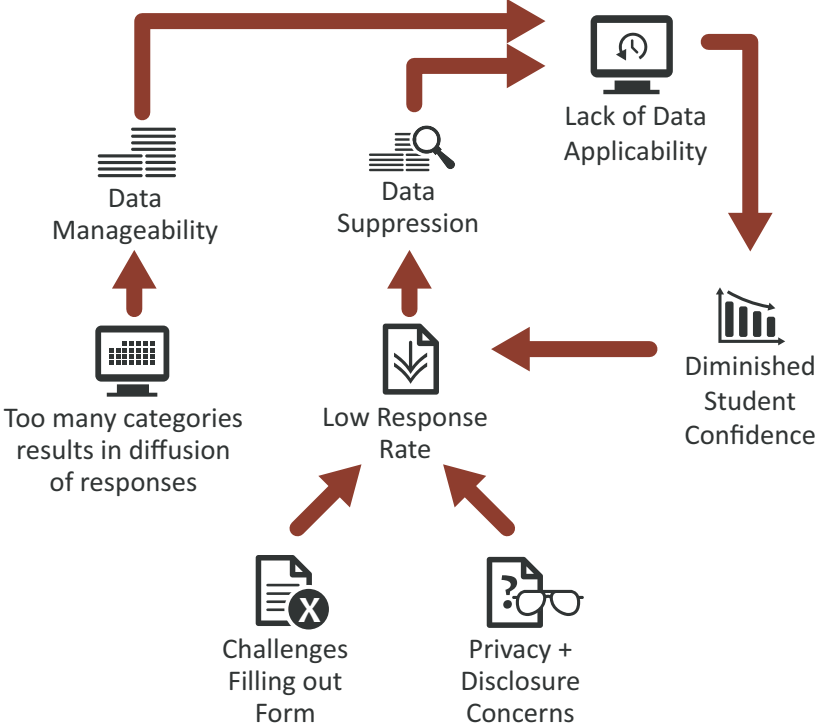 Lack of Data
Applicability
Data
Manageability
Data
Suppression
Diminished
Student
Confidence
Too many categories
results in diffusion
of responses
Low Response
Rate
X
Challenges
Filling out
Form
?
Privacy +
Disclosure
Concerns